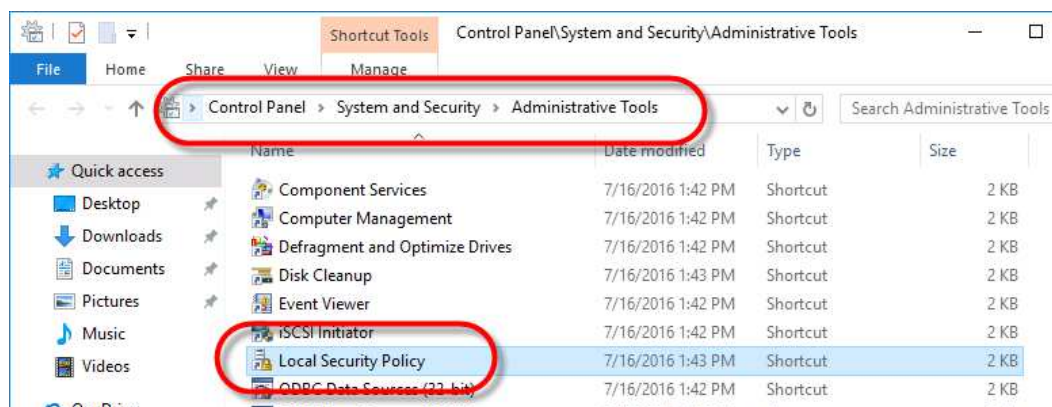 Shortcut Tools Control Panel\System and Security\Administrative Tools
File Home Share View Manage
Control Panel > System and Security > Administrative Tools Search Administrative Tools
Name Date modified Type Size
Quick access
Component Services 7/16/2016 1:42 PM Shortcut 2 KB
Desktop
Computer Management 7/16/2016 1:42 PM Shortcut 2 KB
Downloads
Defragment and Optimize Drives 7/16/2016 1:42 PM Shortcut 2 KB
Documents
Disk Cleanup 7/16/2016 1:43 PM Shortcut 2 KB
Pictures
Event Viewer 7/16/2016 1:42 PM Shortcut 2 KB
Music
iSCSI Initiator 7/16/2016 1:42 PM Shortcut 2 KB
Videos
Local Security Policy 7/16/2016 1:43 PM Shortcut 2 KB
ODBC Data Sources (32-bit) 7/16/2016 1:42 PM Shortcut 2 KB